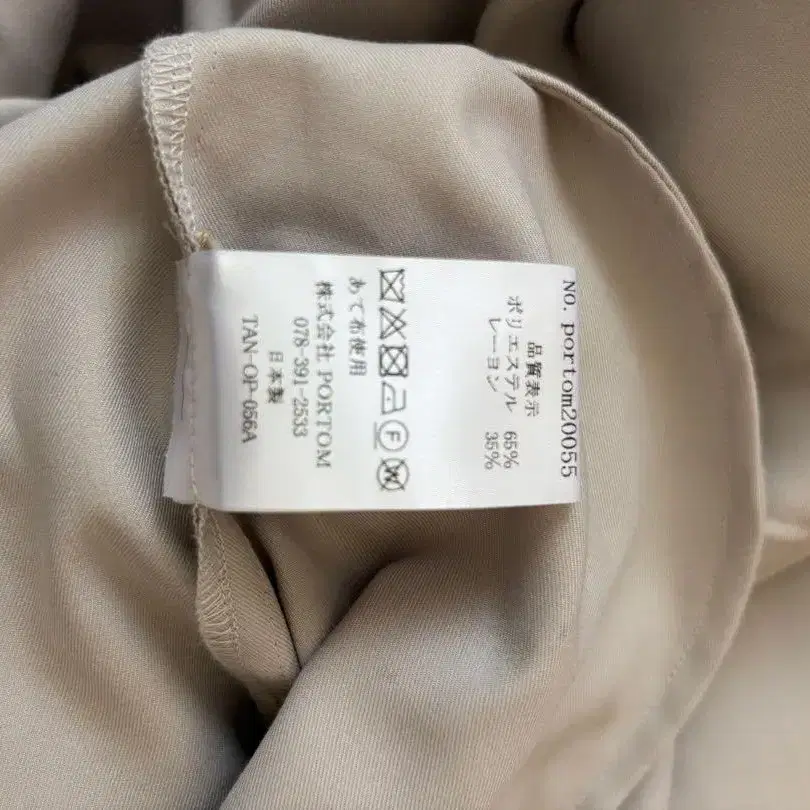 NO. portom20055
品質表示
ポリエステル 65%
レーヨン 35%
F
あて布使用
株式会社 PORTOM
078-391-2533
日本製
TAN-OP-056A